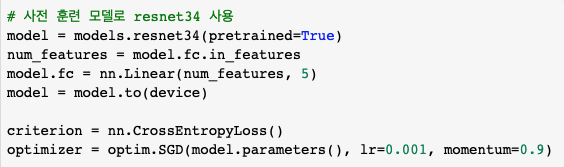 # 사전 훈련 모델로 resnet34 사용
model = models.resnet34(pretrained=True)
num_features = model.fc.in_features
model.fc = nn.Linear(num_features, 5)
model = model.to(device)

criterion = nn.CrossEntropyLoss()
optimizer = optim.SGD(model.parameters(), lr=0.001, momentum=0.9)